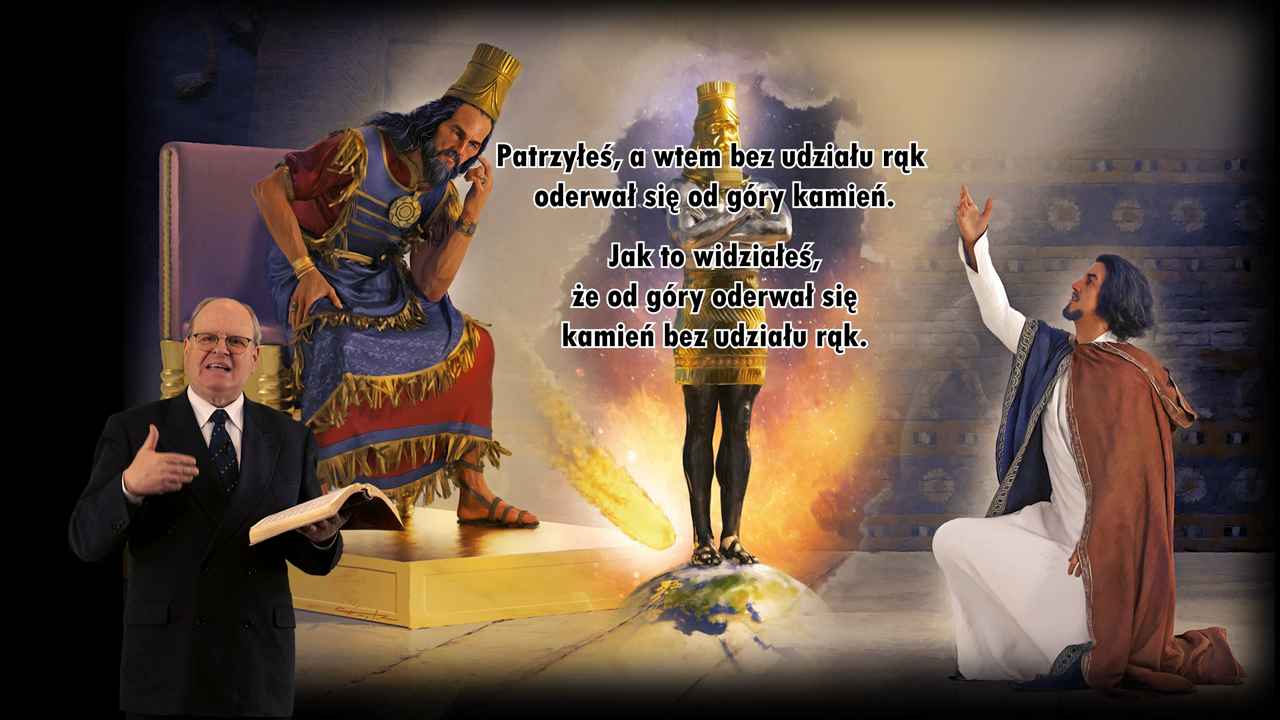 Patrzyłeś, a wtem bez udziału rąk
oderwał się od góry kamień.
Jak to widziałeś,
że od góry oderwał się
kamień bez udziału rąk.